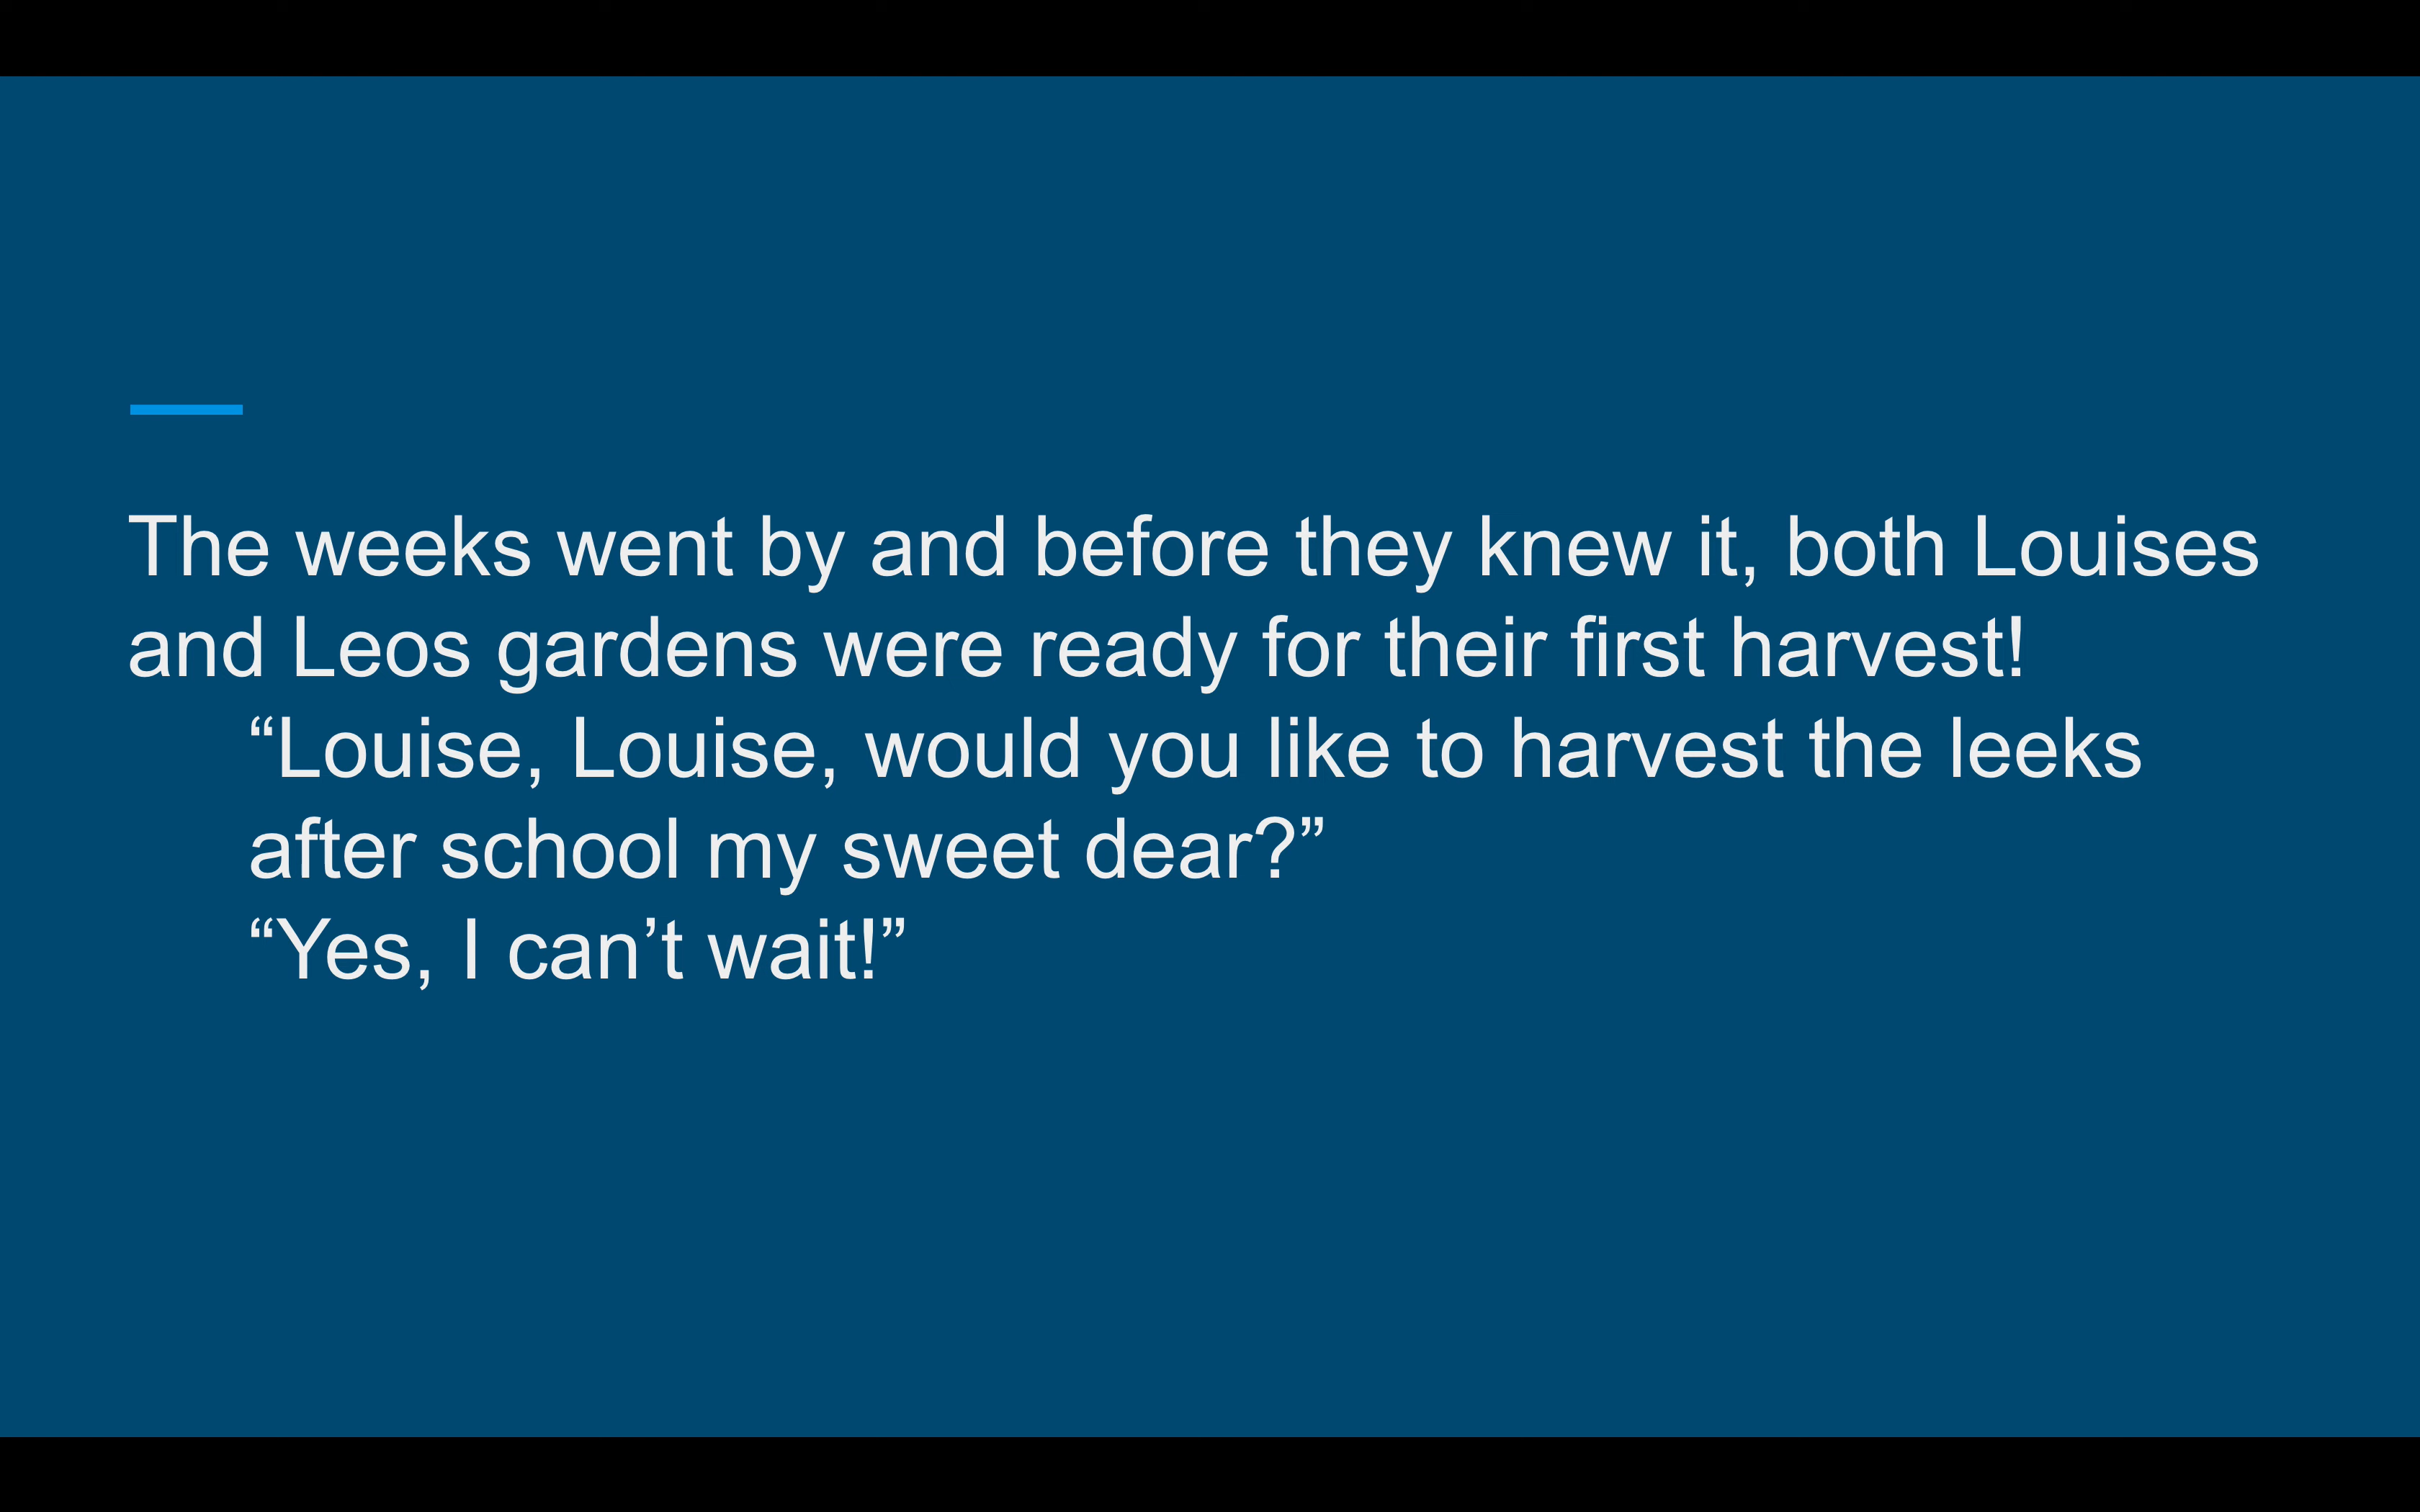 The weeks went by and before they knew it, both Louises
and Leos gardens were ready for their first harvest!
“Louise, Louise, would you like to harvest the leeks
after school my sweet dear?”
“Yes, I can’t wait!”